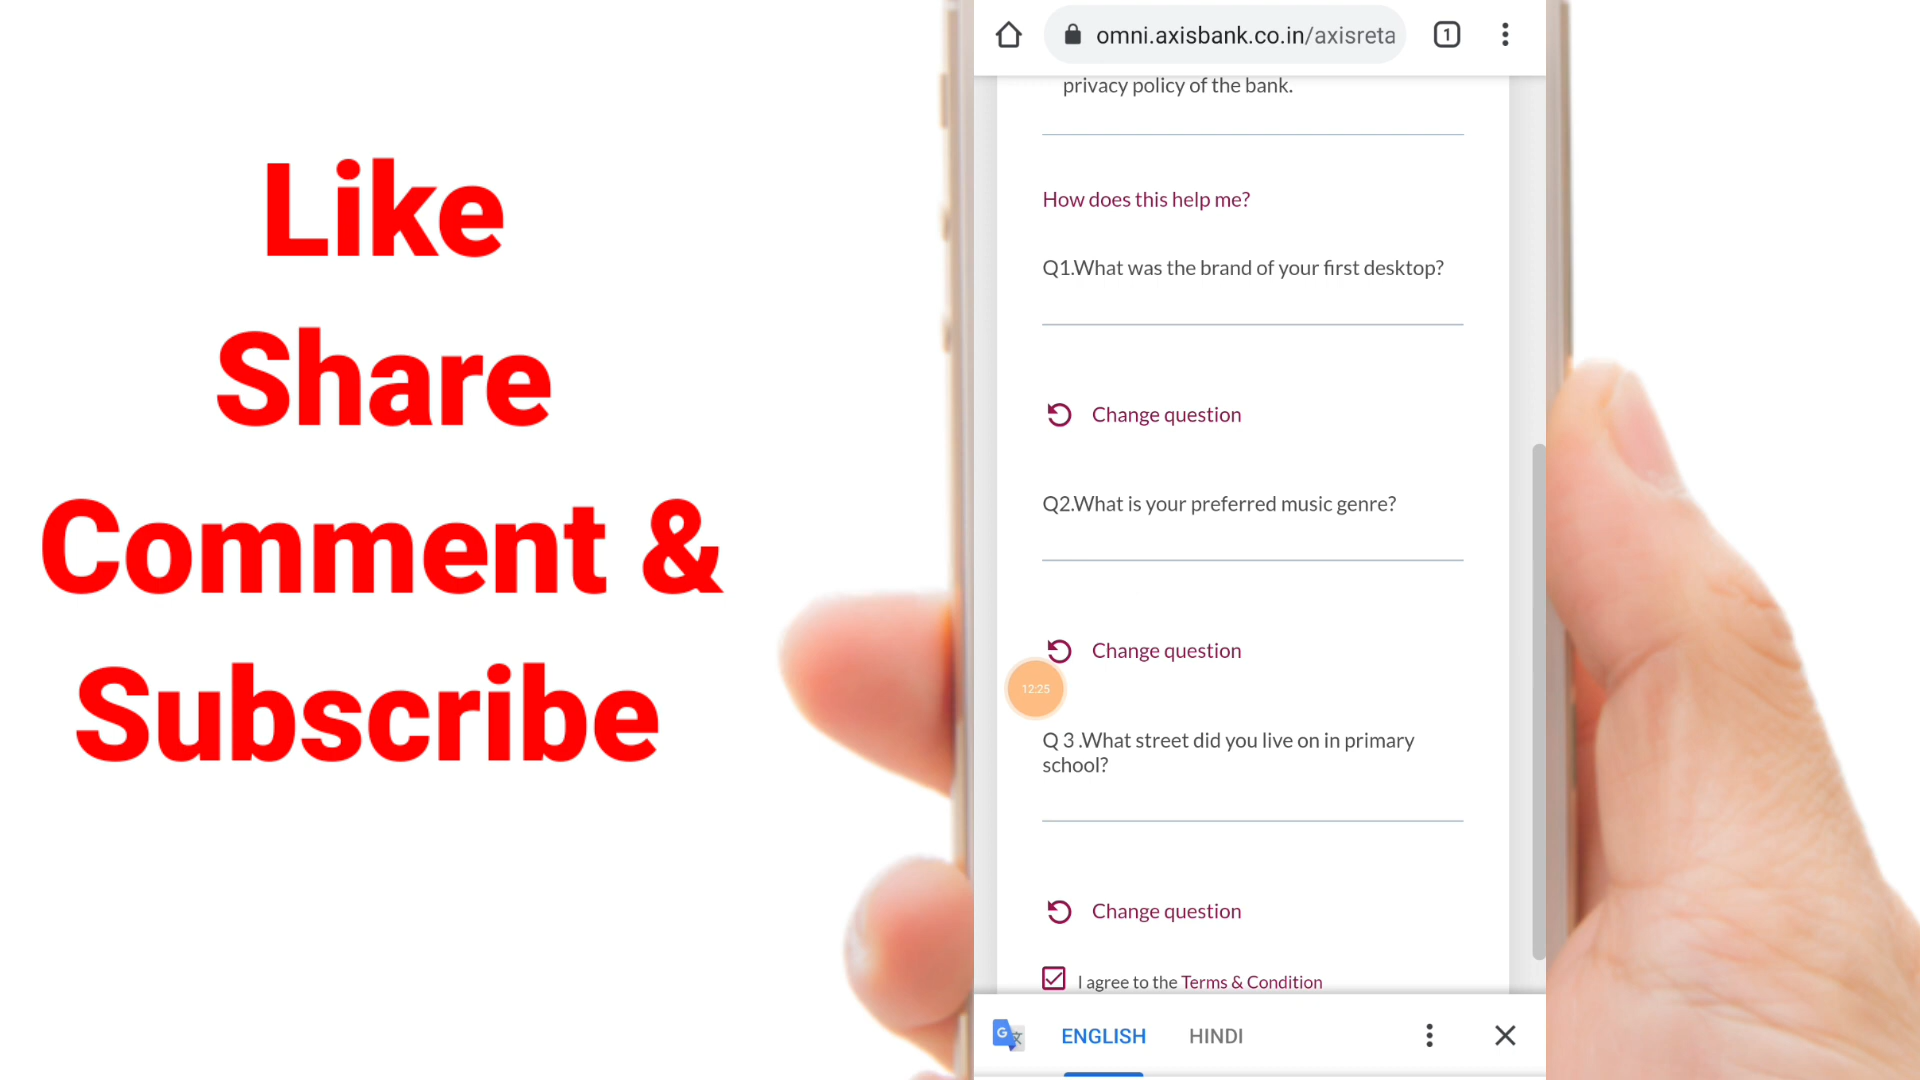 Like
Share
Comment &
Subscribe
omni.axisbank.co.in/axisreta
1
privacy policy of the bank.
How does this help me?
Q1.What was the brand of your first desktop?
Change question
Q2.What is your preferred music genre?
Change question
12:25
Q 3 .What street did you live on in primary
school?
Change question
I agree to the Terms & Condition
ENGLISH HINDI